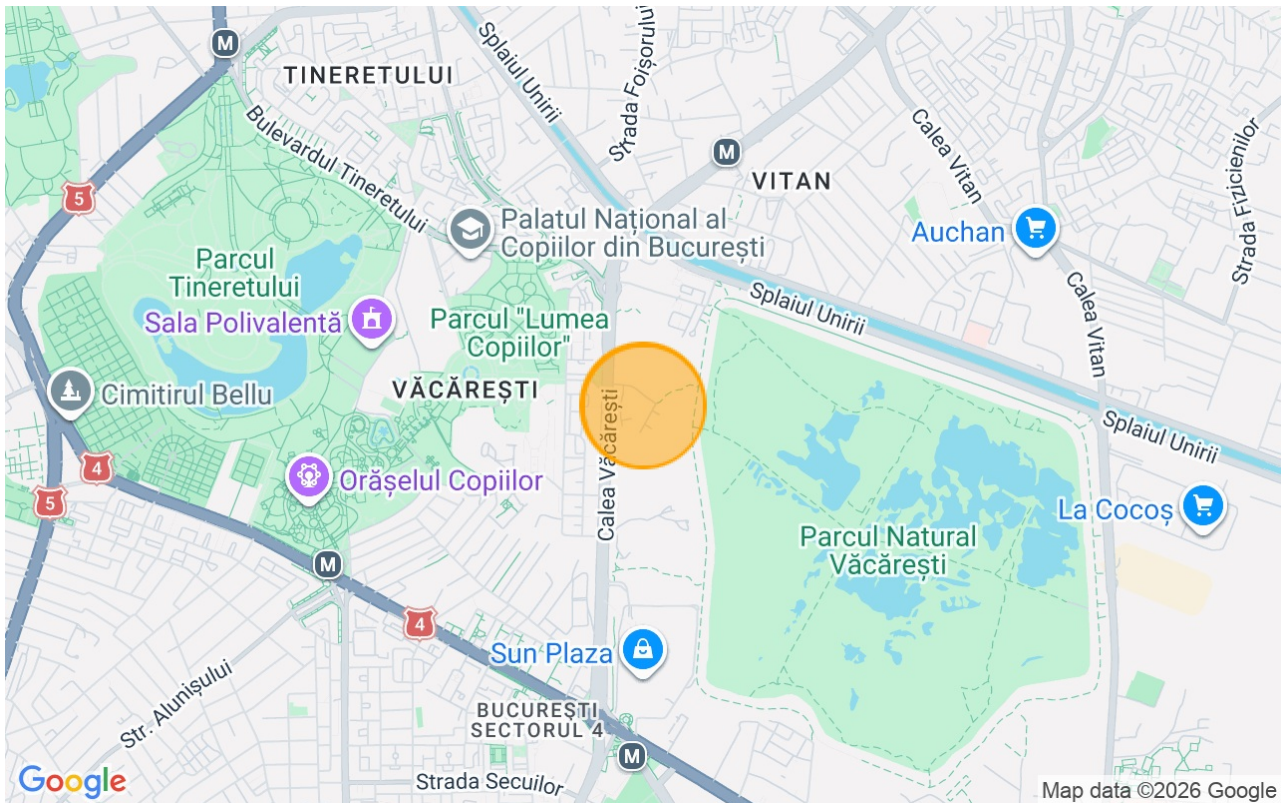 M
TINERETULUI
Splaiul Unirii
Strada Foișorului
Bulevardul Tineretului
M
VITAN
Calea Vitan
Strada Fizicienilor
5
Palatul Național al
Copiilor din București
Auchan
Parcul
Tineretului
Sala Polivalentă
Parcul "Lumea
Copiilor"
Splaiul Unirii
Calea Vitan
Cimitirul Bellu
VĂCĂREȘTI
Calea Văcărești
Splaiul Unirii
4
5
Orășelul Copiilor
La Cocoș
Parcul Natural
Văcărești
M
4
Sun Plaza
Str. Alunișului
BUCUREȘTI
SECTORUL 4
M
Strada Secuilor
Google
Map data ©2026 Google